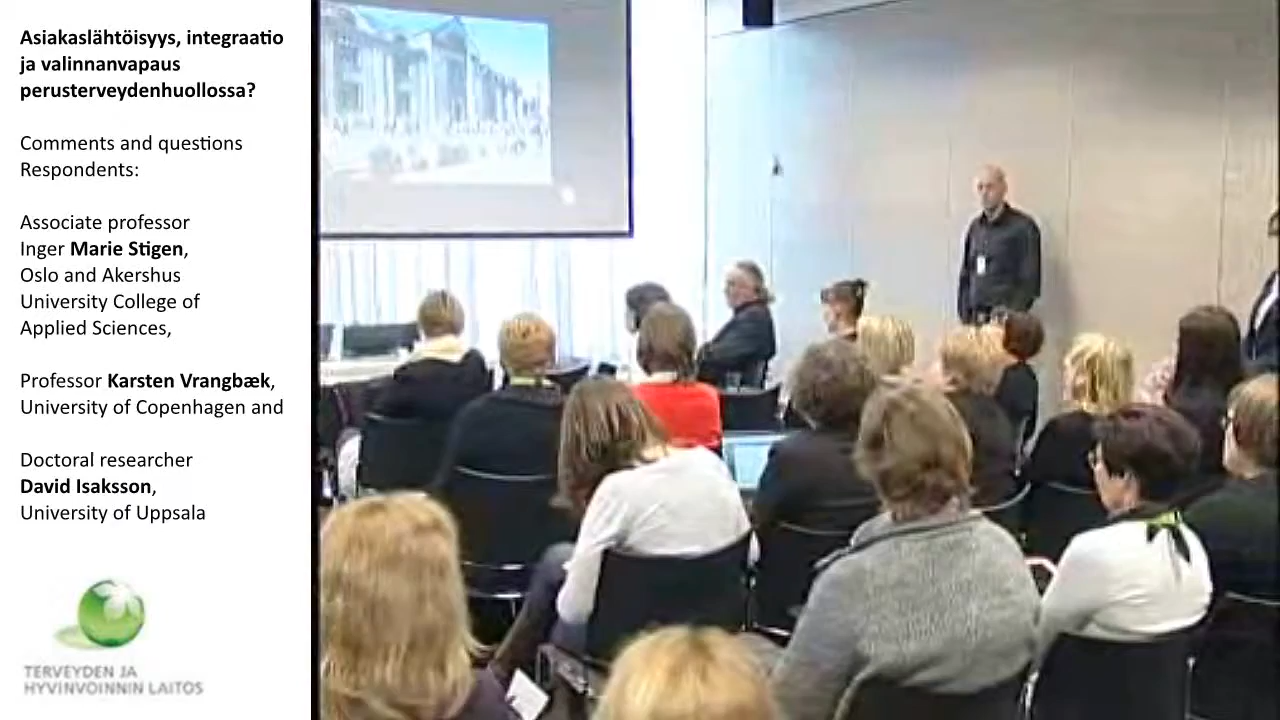 Asiakaslähtöisyys, integraatio
ja valinnanvapaus
perusterveydenhuollossa?
Comments and questions
Respondents:
Associate professor
Inger Marie Stigen,
Oslo and Akershus
University College of
Applied Sciences,
Professor Karsten Vrangbæk,
University of Copenhagen and
Doctoral researcher
David Isaksson,
University of Uppsala
TERVEYDEN JA
HYVINVOINNIN LAITOS